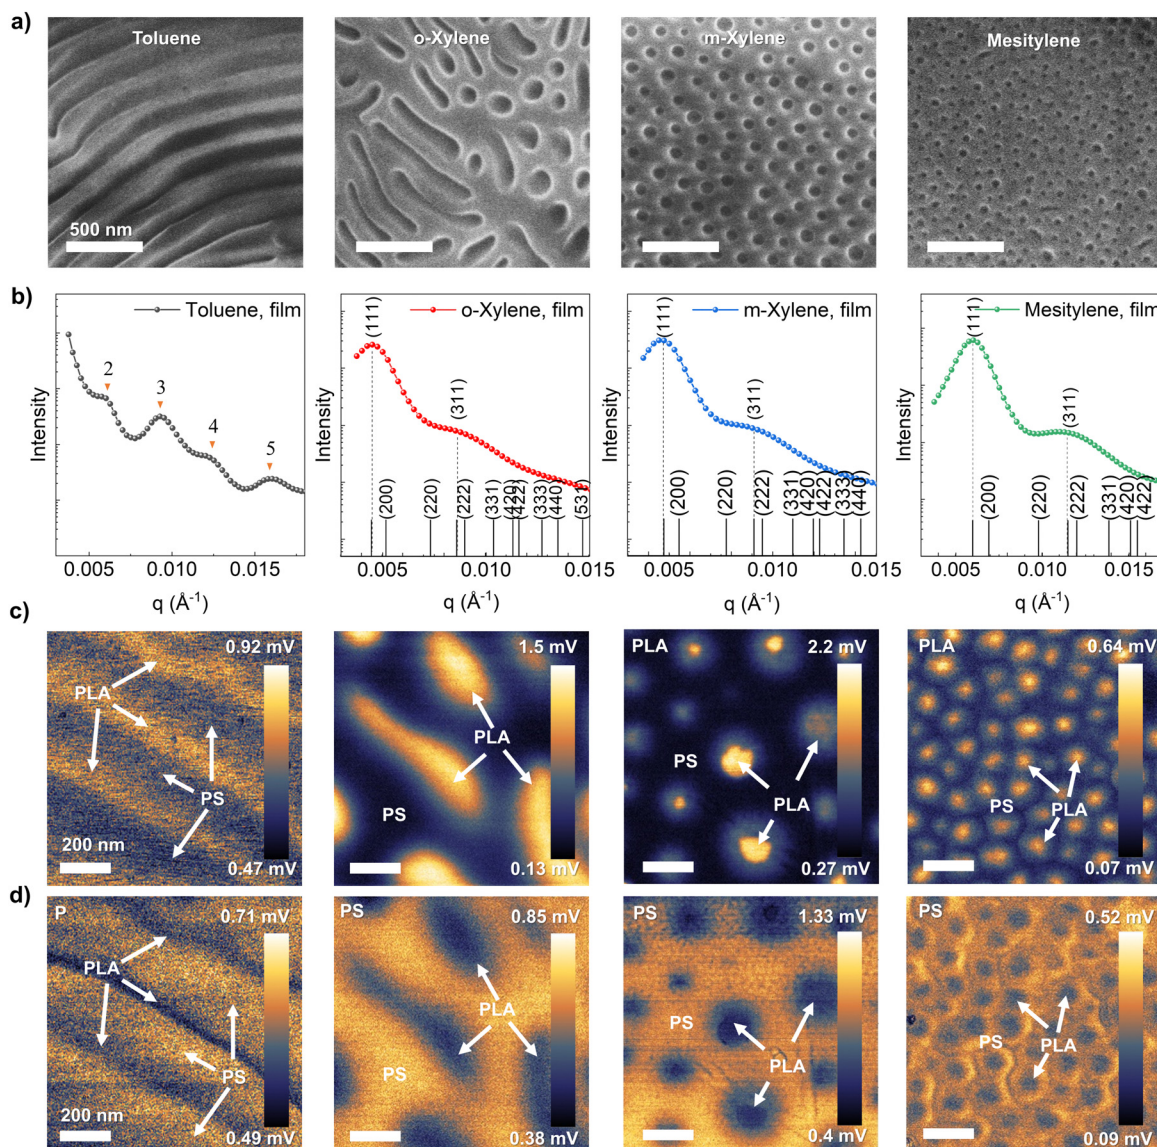 a)
Toluene
o-Xylene
m-Xylene
Mesitylene
500 nm
b)
Toluene, film
2
3
4
5
Intensity
0.005 0.010 0.015
q (Å⁻¹)
o-Xylene, film
(111)
(311)
(200)
(220)
(222)
(331)
(420)
(422)
(333)
(440)
(531)
Intensity
0.005 0.010 0.015
q (Å⁻¹)
m-Xylene, film
(111)
(311)
(200)
(220)
(222)
(331)
(420)
(422)
(333)
(440)
Intensity
0.005 0.010 0.015
q (Å⁻¹)
Mesitylene, film
(111)
(311)
(200)
(220)
(222)
(331)
(420)
(422)
Intensity
0.005 0.010 0.015
q (Å⁻¹)
c)
0.92 mV
PLA
PS
200 nm
0.47 mV
1.5 mV
PLA
PS
0.13 mV
PLA
2.2 mV
PS
PLA
0.27 mV
PLA
0.64 mV
PS
PLA
0.07 mV
d)
P
0.71 mV
PLA
PS
200 nm
0.49 mV
PS
0.85 mV
PLA
PS
0.38 mV
PS
1.33 mV
PS
PLA
0.4 mV
PS
0.52 mV
PS
PLA
0.09 mV